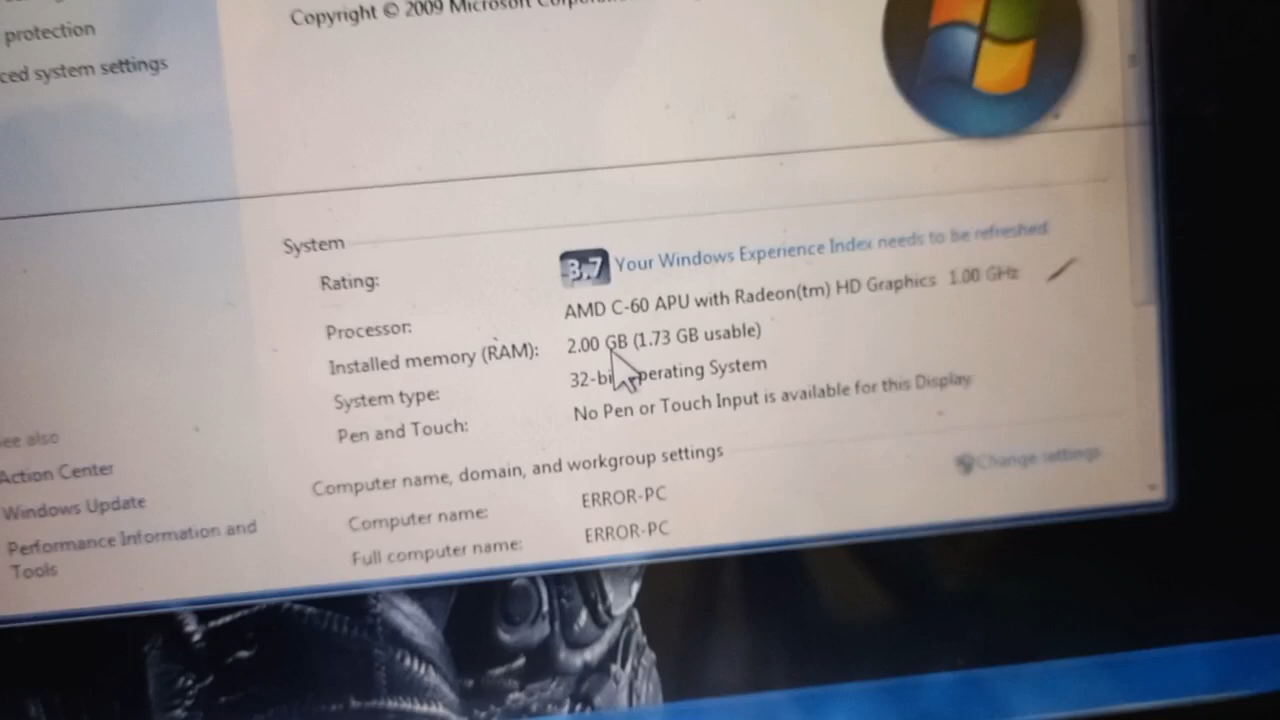 protection
ced system settings
Copyright © 2009 Microsoft
System
Rating:
3.7 Your Windows Experience Index needs to be refreshed
Processor:
AMD C-60 APU with Radeon(tm) HD Graphics 1.00 GHz
Installed memory (RAM):
2.00 GB (1.73 GB usable)
System type:
32-bit Operating System
Pen and Touch:
No Pen or Touch Input is available for this Display
Computer name, domain, and workgroup settings
Change settings
Computer name:
ERROR-PC
Full computer name:
ERROR-PC
ee also
Action Center
Windows Update
Performance Information and
Tools